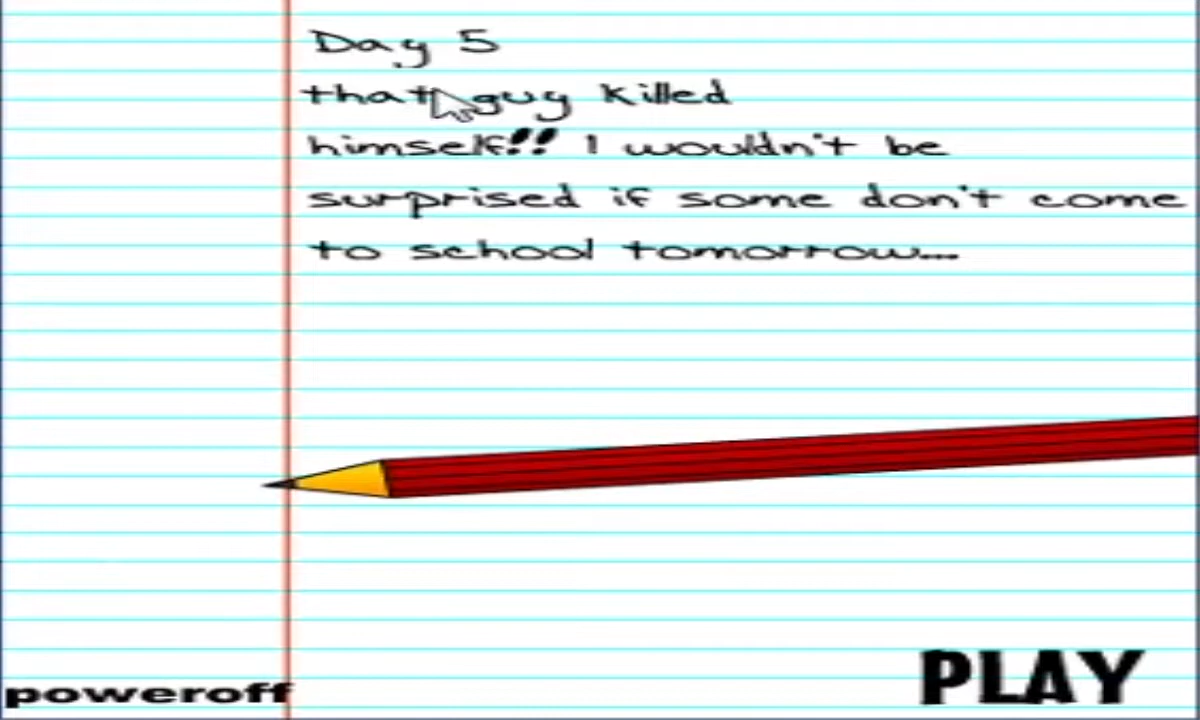 Day 5
that guy killed
himself!! I wouldn't be
surprised if some don't come
to school tomorrow...
PLAY
poweroff